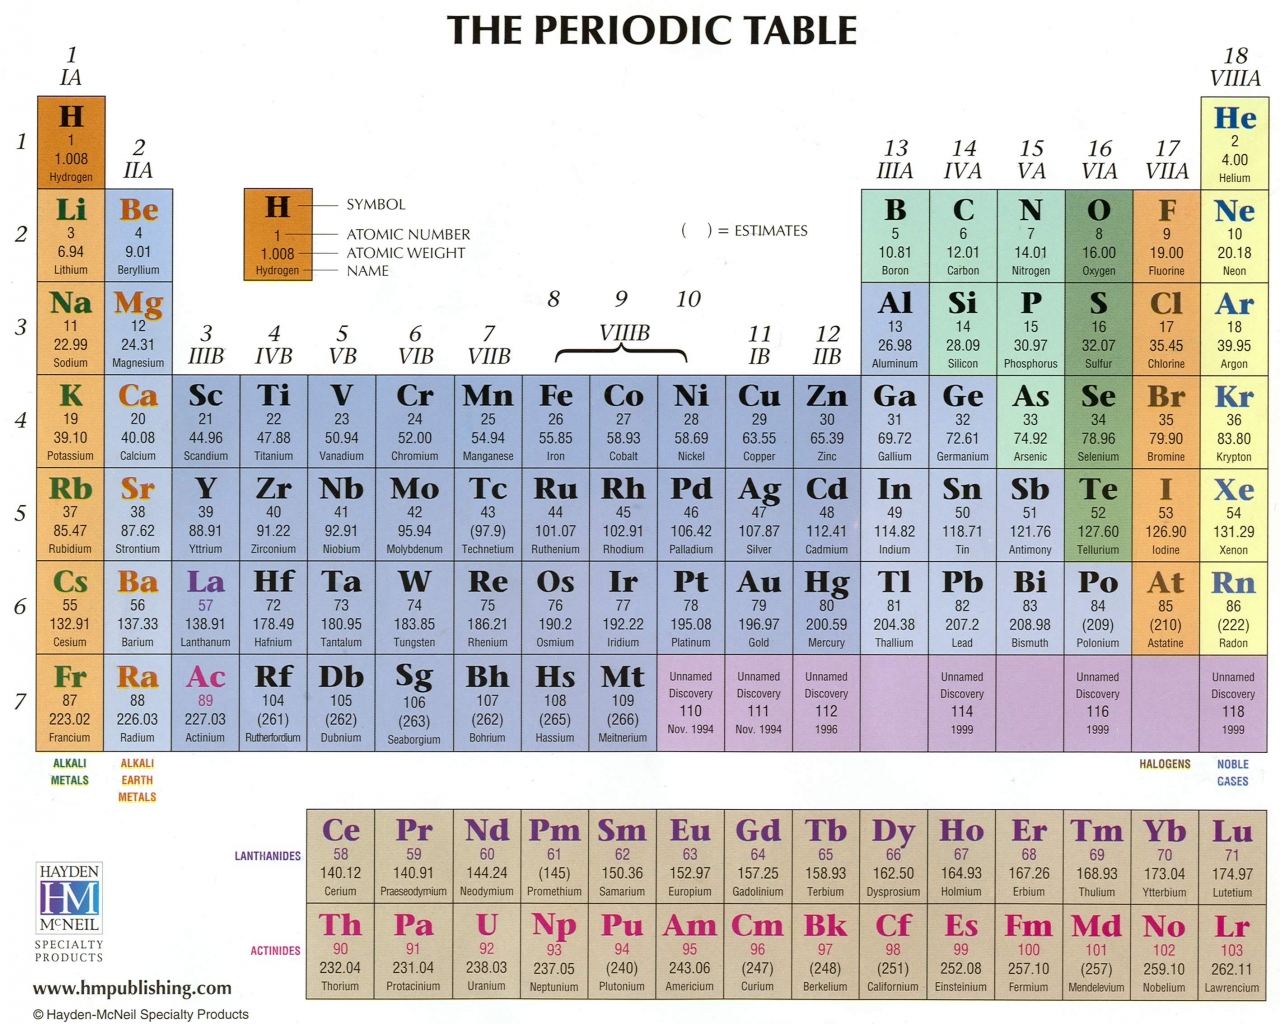 THE PERIODIC TABLE
1
IA
18
VIIIA
1
H
1
1.008
Hydrogen
2
IIA
13
IIIA
14
IVA
15
VA
16
VIA
17
VIIA
He
2
4.00
Helium
2
Li
3
6.94
Lithium
Be
4
9.01
Beryllium
H
1
1.008
Hydrogen
SYMBOL
ATOMIC NUMBER
ATOMIC WEIGHT
NAME
( ) = ESTIMATES
B
5
10.81
Boron
C
6
12.01
Carbon
N
7
14.01
Nitrogen
O
8
16.00
Oxygen
F
9
19.00
Fluorine
Ne
10
20.18
Neon
3
Na
11
22.99
Sodium
Mg
12
24.31
Magnesium
3
IIIB
4
IVB
5
VB
6
VIB
7
VIIB
8 9 10
VIIIB
11
IB
12
IIB
Al
13
26.98
Aluminum
Si
14
28.09
Silicon
P
15
30.97
Phosphorus
S
16
32.07
Sulfur
Cl
17
35.45
Chlorine
Ar
18
39.95
Argon
4
K
19
39.10
Potassium
Ca
20
40.08
Calcium
Sc
21
44.96
Scandium
Ti
22
47.88
Titanium
V
23
50.94
Vanadium
Cr
24
52.00
Chromium
Mn
25
54.94
Manganese
Fe
26
55.85
Iron
Co
27
58.93
Cobalt
Ni
28
58.69
Nickel
Cu
29
63.55
Copper
Zn
30
65.39
Zinc
Ga
31
69.72
Gallium
Ge
32
72.61
Germanium
As
33
74.92
Arsenic
Se
34
78.96
Selenium
Br
35
79.90
Bromine
Kr
36
83.80
Krypton
5
Rb
37
85.47
Rubidium
Sr
38
87.62
Strontium
Y
39
88.91
Yttrium
Zr
40
91.22
Zirconium
Nb
41
92.91
Niobium
Mo
42
95.94
Molybdenum
Tc
43
(97.9)
Technetium
Ru
44
101.07
Ruthenium
Rh
45
102.91
Rhodium
Pd
46
106.42
Palladium
Ag
47
107.87
Silver
Cd
48
112.41
Cadmium
In
49
114.82
Indium
Sn
50
118.71
Tin
Sb
51
121.76
Antimony
Te
52
127.60
Tellurium
I
53
126.90
Iodine
Xe
54
131.29
Xenon
6
Cs
55
132.91
Cesium
Ba
56
137.33
Barium
La
57
138.91
Lanthanum
Hf
72
178.49
Hafnium
Ta
73
180.95
Tantalum
W
74
183.85
Tungsten
Re
75
186.21
Rhenium
Os
76
190.2
Osmium
Ir
77
192.22
Iridium
Pt
78
195.08
Platinum
Au
79
196.97
Gold
Hg
80
200.59
Mercury
Tl
81
204.38
Thallium
Pb
82
207.2
Lead
Bi
83
208.98
Bismuth
Po
84
(209)
Polonium
At
85
(210)
Astatine
Rn
86
(222)
Radon
7
Fr
87
223.02
Francium
Ra
88
226.03
Radium
Ac
89
227.03
Actinium
Rf
104
(261)
Rutherfordium
Db
105
(262)
Dubnium
Sg
106
(263)
Seaborgium
Bh
107
(262)
Bohrium
Hs
108
(265)
Hassium
Mt
109
(266)
Meitnerium
Unnamed
Discovery
110
Nov. 1994
Unnamed
Discovery
111
Nov. 1994
Unnamed
Discovery
112
1996
Unnamed
Discovery
114
1999
Unnamed
Discovery
116
1999
Unnamed
Discovery
118
1999
ALKALI
METALS
ALKALI
EARTH
METALS
HALOGENS
NOBLE
CASES
LANTHANIDES
Ce
58
140.12
Cerium
Pr
59
140.91
Praeseodymium
Nd
60
144.24
Neodymium
Pm
61
(145)
Promethium
Sm
62
150.36
Samarium
Eu
63
152.97
Europium
Gd
64
157.25
Gadolinium
Tb
65
158.93
Terbium
Dy
66
162.50
Dysprosium
Ho
67
164.93
Holmium
Er
68
167.26
Erbium
Tm
69
168.93
Thulium
Yb
70
173.04
Ytterbium
Lu
71
174.97
Lutetium
ACTINIDES
Th
90
232.04
Thorium
Pa
91
231.04
Protacinium
U
92
238.03
Uranium
Np
93
237.05
Neptunium
Pu
94
(240)
Plutonium
Am
95
243.06
Americium
Cm
96
(247)
Curium
Bk
97
(248)
Berkelium
Cf
98
(251)
Californium
Es
99
252.08
Einsteinium
Fm
100
257.10
Fermium
Md
101
(257)
Mendelevium
No
102
259.10
Nobelium
Lr
103
262.11
Lawrencium
HAYDEN
HM
McNEIL
SPECIALTY
PRODUCTS
www.hmpublishing.com
© Hayden-McNeil Specialty Products